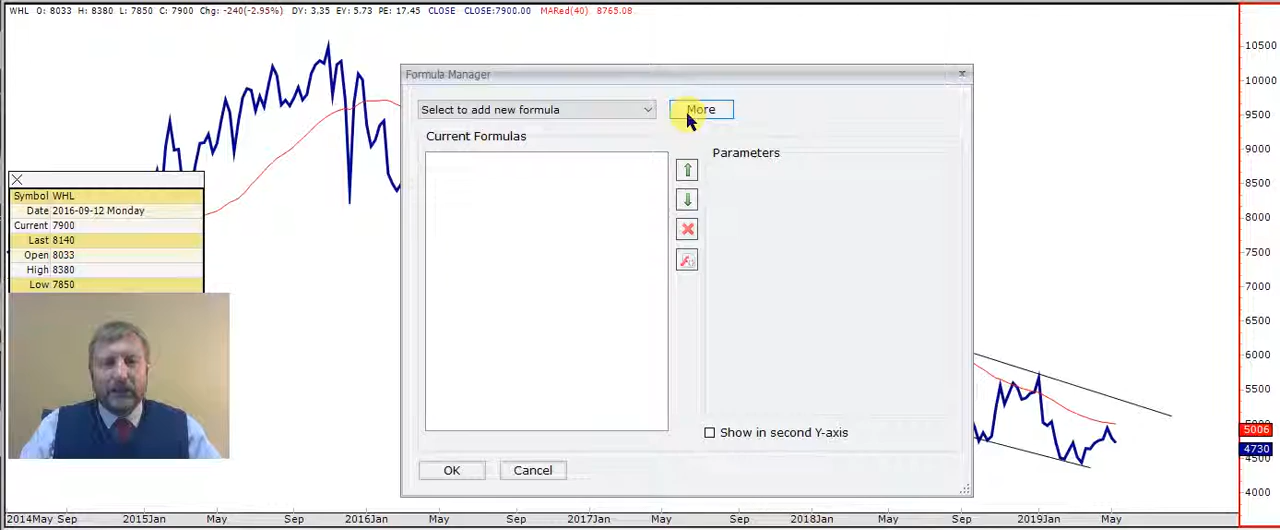 WHL O: 8033 H: 8380 L: 7850 C: 7900 Chg: -240(-2.95%) DY: 3.35 EY: 5.73 PE: 17.45 CLOSE CLOSE:7900.00 MARed(40) 8765.08
Formula Manager
Select to add new formula
More
Current Formulas
Parameters
Symbol WHL
Date 2016-09-12 Monday
Current 7900
Last 8140
Open 8033
High 8380
Low 7850
Show in second Y-axis
OK
Cancel
10500
10000
9500
9000
8500
8000
7500
7000
6500
6000
5500
5006
4730
4000
2014May Sep 2015Jan May Sep 2016Jan May Sep 2017Jan May Sep 2018Jan May Sep 2019Jan May